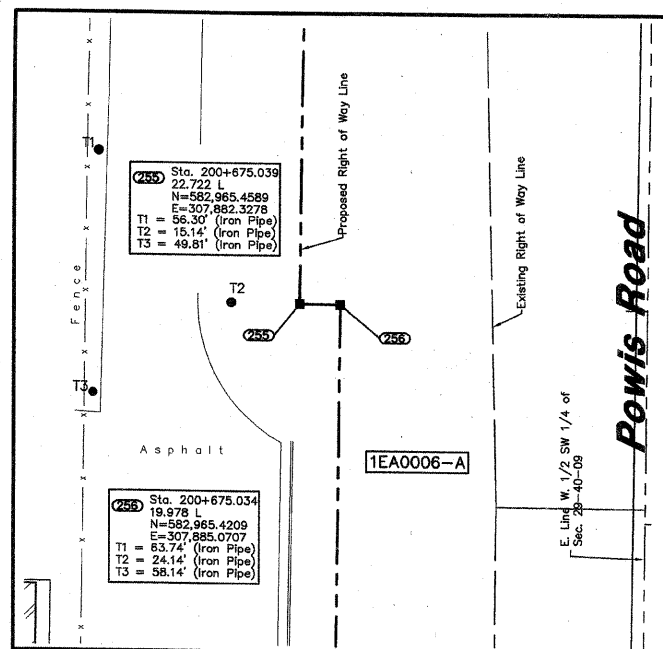 T1
255 Sta. 200+675.039
22.722 L
N=582,965.4589
E=307,882.3278
T1 = 56.30' (Iron Pipe)
T2 = 15.14' (Iron Pipe)
T3 = 49.81' (Iron Pipe)
Proposed Right of Way Line
Existing Right of Way Line
Powis Road
Fence
T2
255
256
T3
Asphalt
1EA0006-A
E. Line W. 1/2 SW 1/4 of
Sec. 29-40-09
256 Sta. 200+675.034
19.978 L
N=582,965.4209
E=307,885.0707
T1 = 63.74' (Iron Pipe)
T2 = 24.14' (Iron Pipe)
T3 = 58.14' (Iron Pipe)